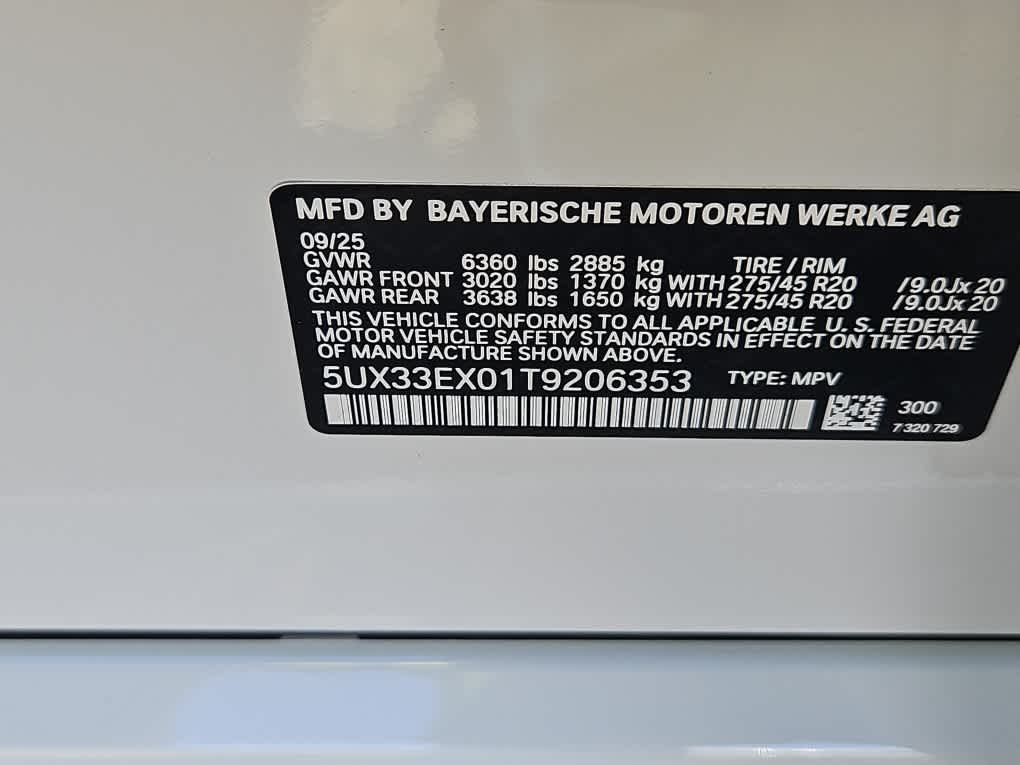 MFD BY BAYERISCHE MOTOREN WERKE AG
09/25
GVWR 6360 lbs 2885 kg TIRE / RIM
GAWR FRONT 3020 lbs 1370 kg WITH 275/45 R20 /9.0Jx 20
GAWR REAR 3638 lbs 1650 kg WITH 275/45 R20 /9.0Jx 20
THIS VEHICLE CONFORMS TO ALL APPLICABLE U. S. FEDERAL
MOTOR VEHICLE SAFETY STANDARDS IN EFFECT ON THE DATE
OF MANUFACTURE SHOWN ABOVE.
5UX33EX01T9206353 TYPE: MPV
300
7 320 729